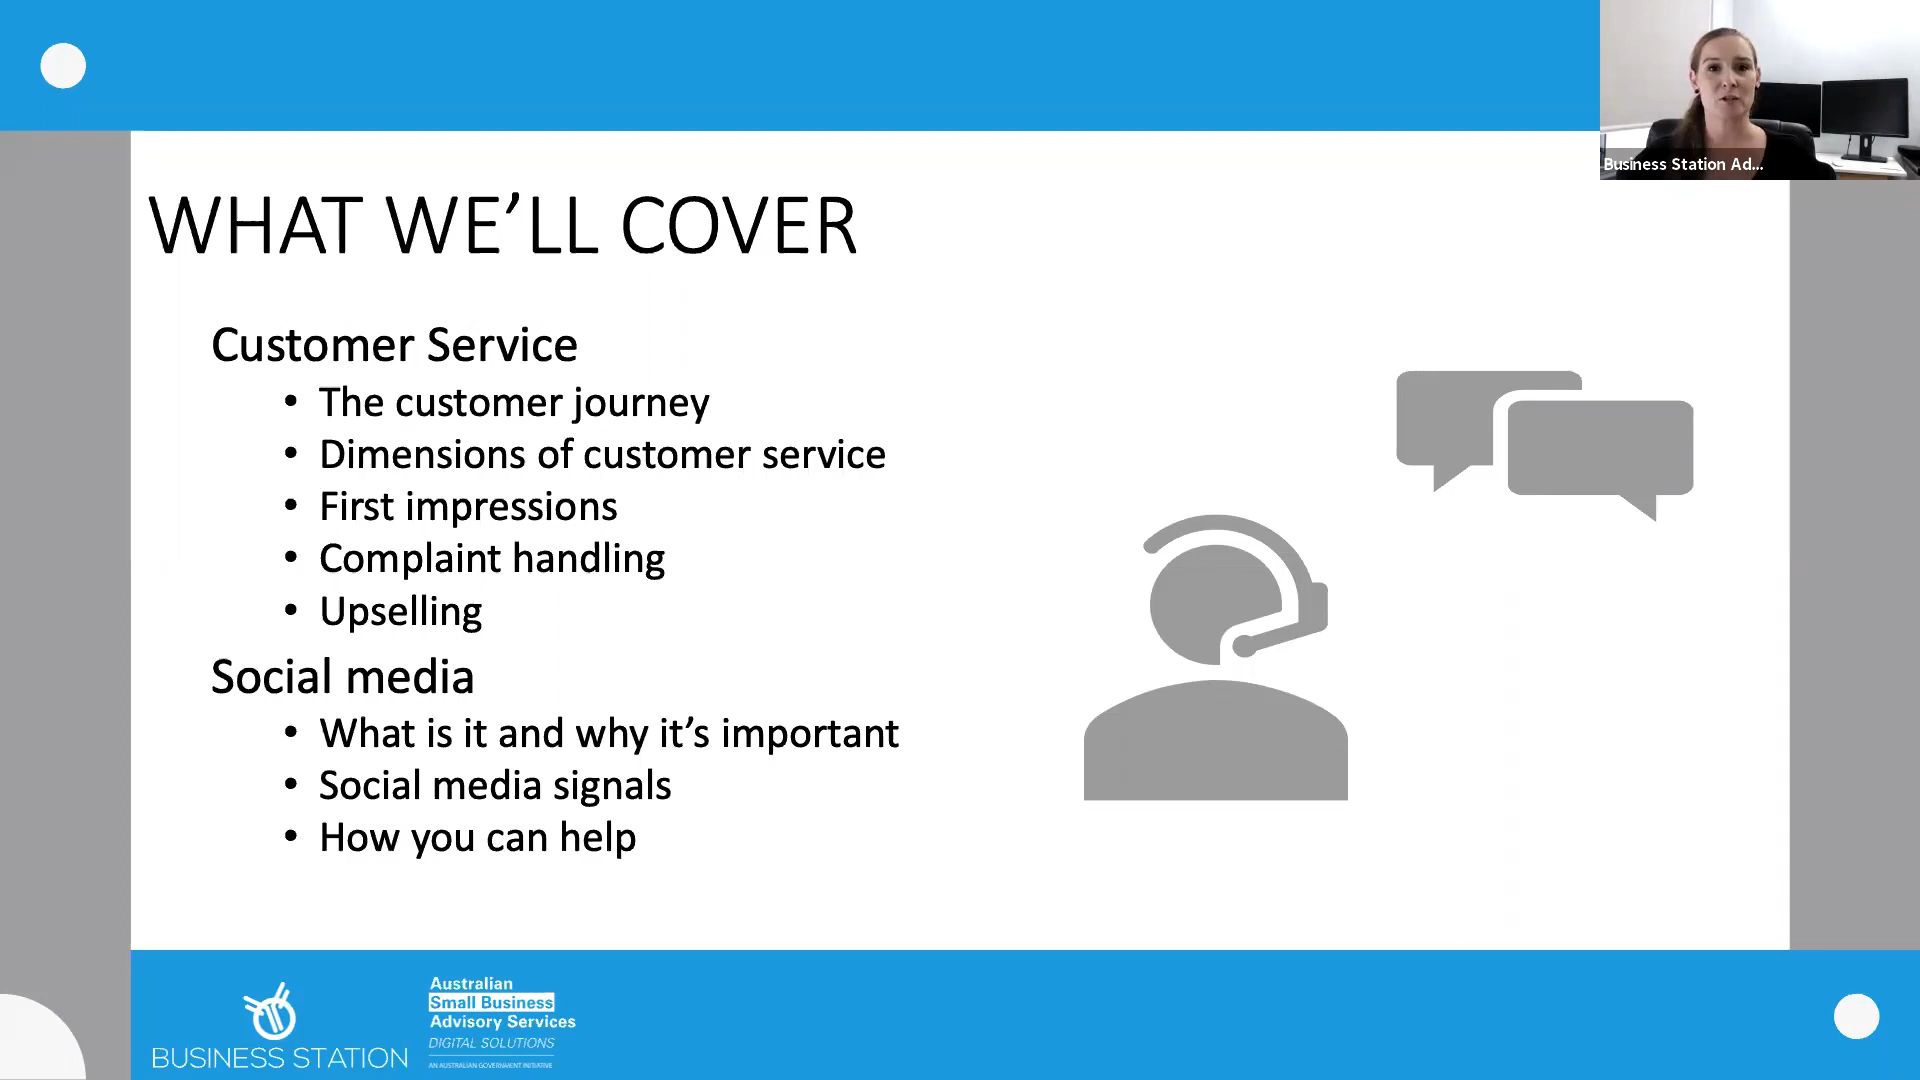 Business Station Ad...
WHAT WE’LL COVER
Customer Service
• The customer journey
• Dimensions of customer service
• First impressions
• Complaint handling
• Upselling
Social media
• What is it and why it’s important
• Social media signals
• How you can help
BUSINESS STATION
Australian
Small Business
Advisory Services
DIGITAL SOLUTIONS
AN AUSTRALIAN GOVERNMENT INITIATIVE